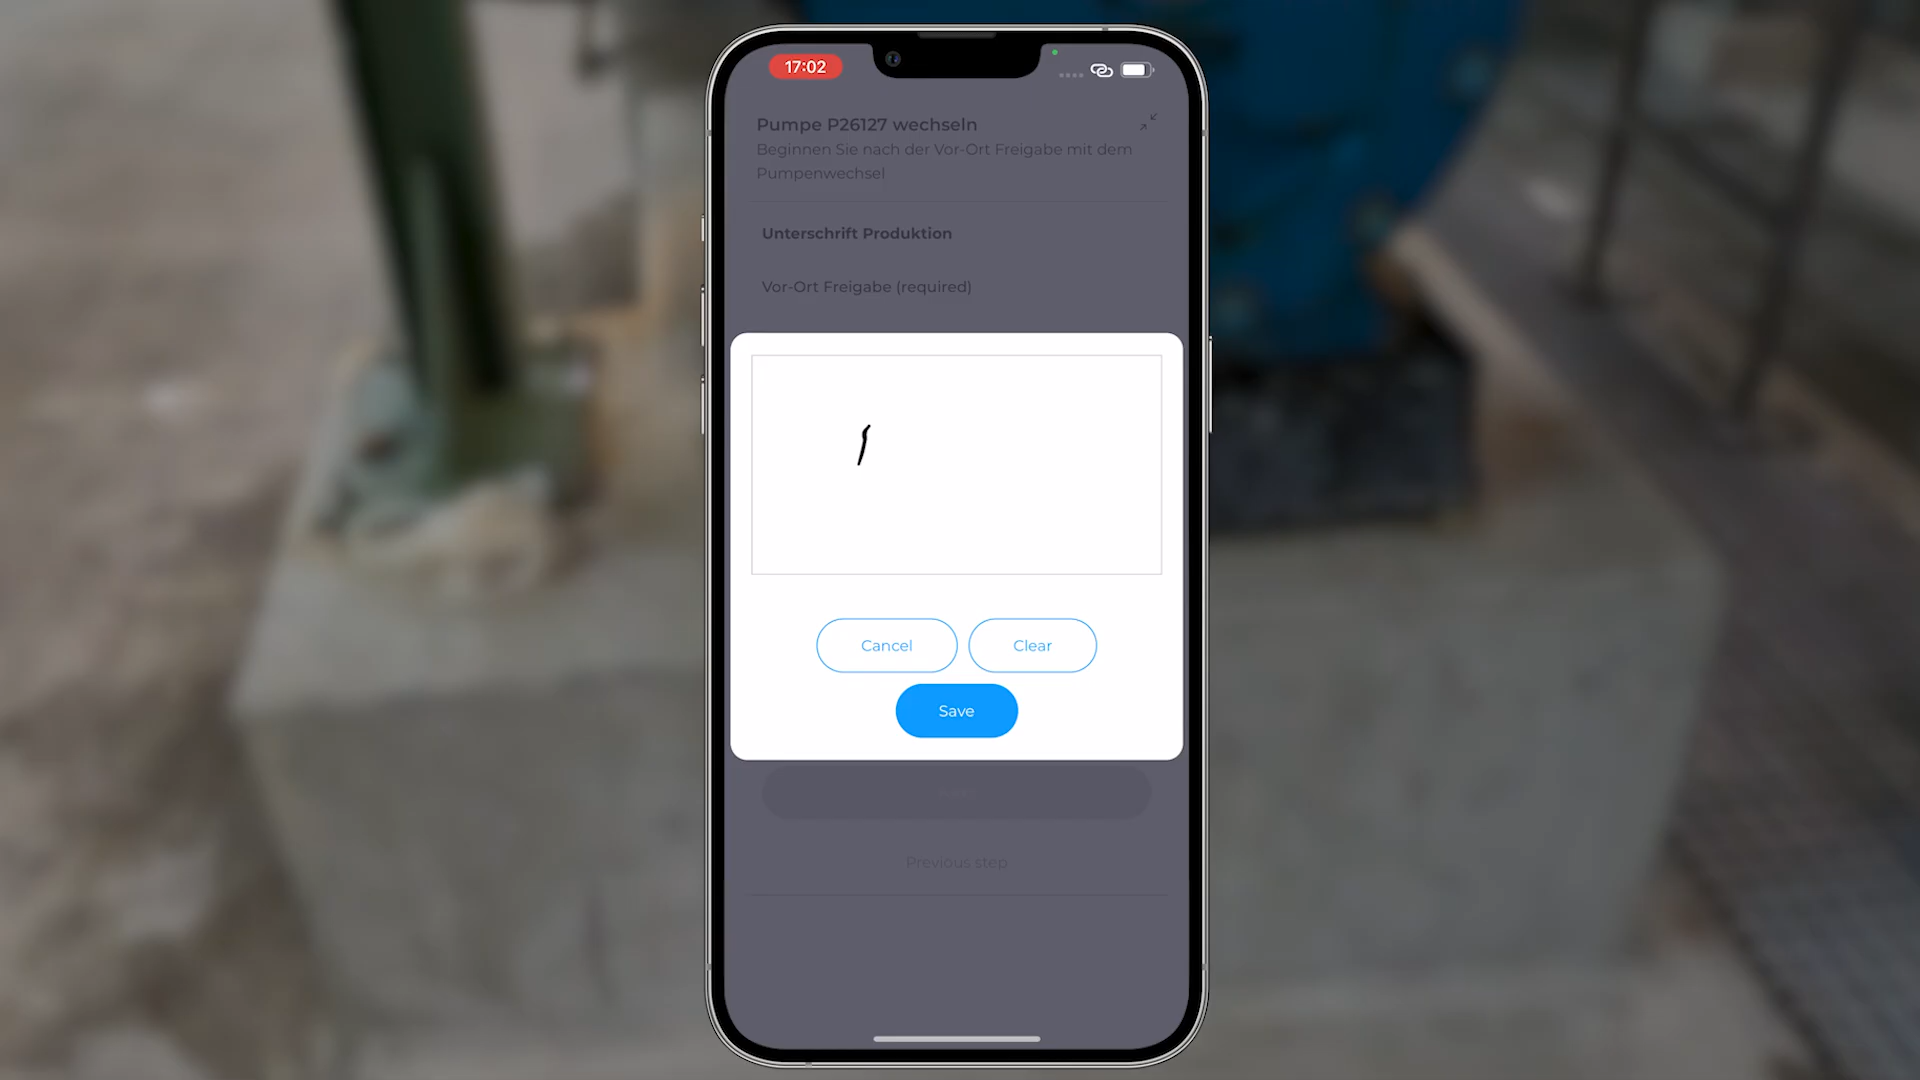 17:02
Pumpe P26127 wechseln
Beginnen Sie nach der Vor-Ort Freigabe mit dem
Pumpenwechsel
Unterschrift Produktion
Vor-Ort Freigabe (required)
Cancel
Clear
Save
Previous step